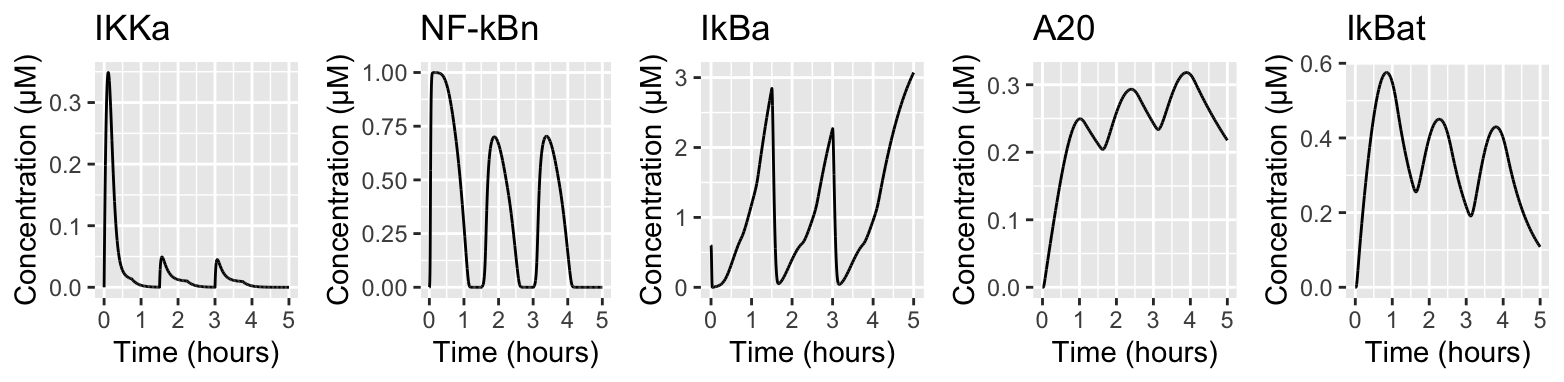 IKKa
Concentration (μM)
0.3
0.2
0.1
0.0
0 1 2 3 4 5
Time (hours)
NF-kBn
Concentration (μM)
1.00
0.75
0.50
0.25
0.00
0 1 2 3 4 5
Time (hours)
IkBa
Concentration (μM)
3
2
1
0
0 1 2 3 4 5
Time (hours)
A20
Concentration (μM)
0.3
0.2
0.1
0.0
0 1 2 3 4 5
Time (hours)
IkBat
Concentration (μM)
0.6
0.4
0.2
0.0
0 1 2 3 4 5
Time (hours)